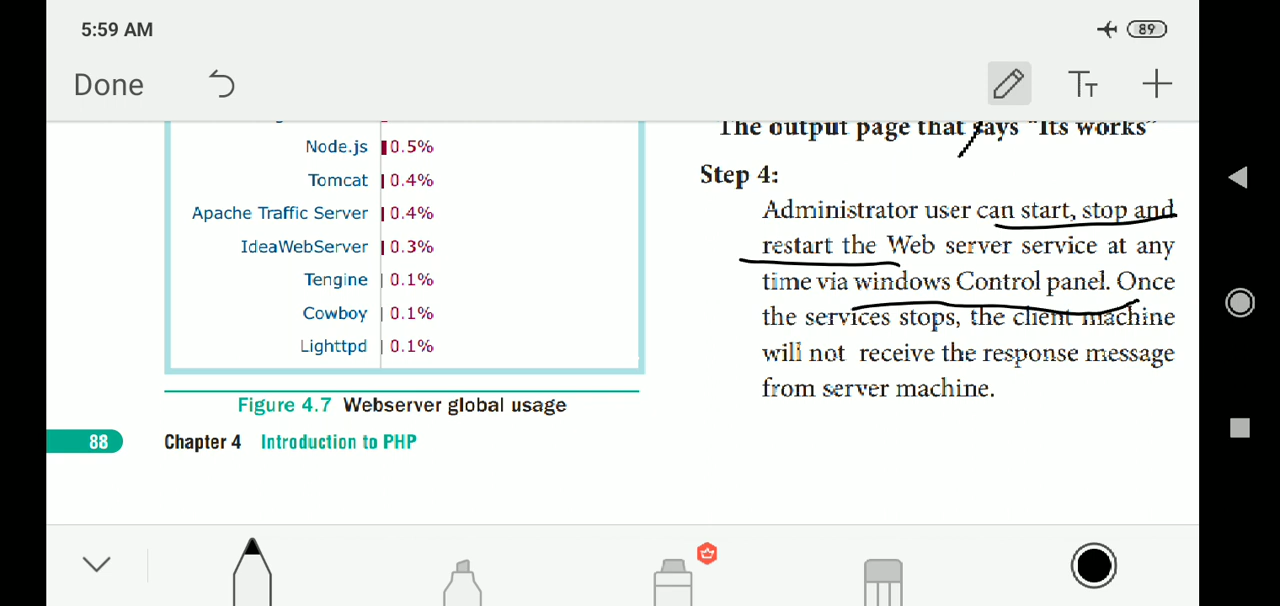 5:59 AM
89
Done
The output page that says "Its works"
Node.js 0.5%
Tomcat 0.4%
Apache Traffic Server 0.4%
IdeaWebServer 0.3%
Tengine 0.1%
Cowboy 0.1%
Lighttpd 0.1%
Figure 4.7 Webserver global usage
88 Chapter 4 Introduction to PHP
Step 4:
Administrator user can start, stop and
restart the Web server service at any
time via windows Control panel. Once
the services stops, the client machine
will not receive the response message
from server machine.